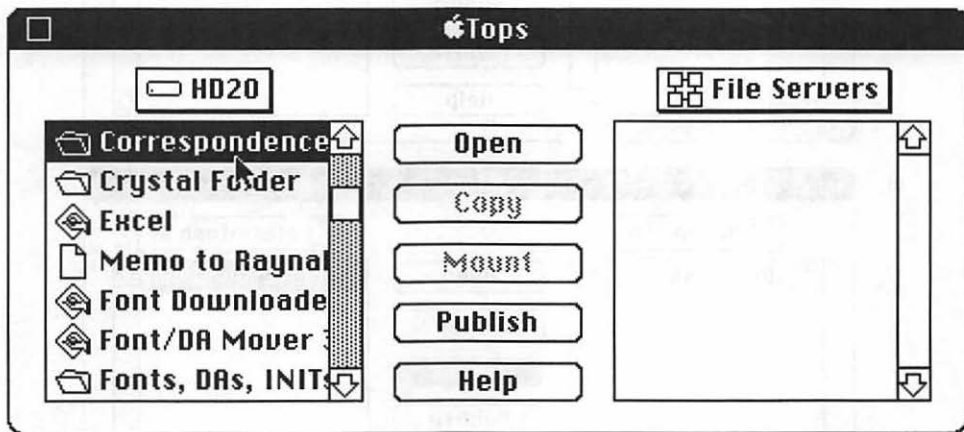 Tops
HD20
File Servers
Correspondence
Crystal Folder
Excel
Memo to Raynal
Font Downloade
Font/DA Mover
Fonts, DAs, INITs
Open
Copy
Mount
Publish
Help